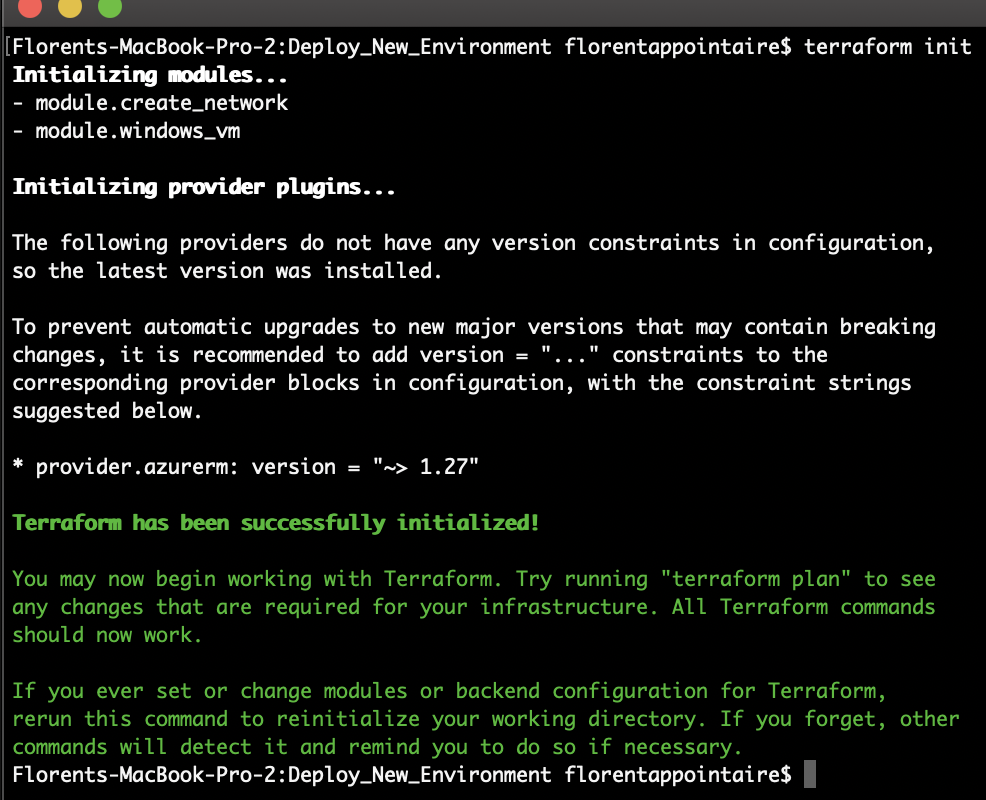 [Florents-MacBook-Pro-2:Deploy_New_Environment florentappointaire$ terraform init
Initializing modules...
- module.create_network
- module.windows_vm
Initializing provider plugins...
The following providers do not have any version constraints in configuration,
so the latest version was installed.
To prevent automatic upgrades to new major versions that may contain breaking
changes, it is recommended to add version = "..." constraints to the
corresponding provider blocks in configuration, with the constraint strings
suggested below.
* provider.azurerm: version = "~> 1.27"
Terraform has been successfully initialized!
You may now begin working with Terraform. Try running "terraform plan" to see
any changes that are required for your infrastructure. All Terraform commands
should now work.
If you ever set or change modules or backend configuration for Terraform,
rerun this command to reinitialize your working directory. If you forget, other
commands will detect it and remind you to do so if necessary.
Florents-MacBook-Pro-2:Deploy_New_Environment florentappointaire$